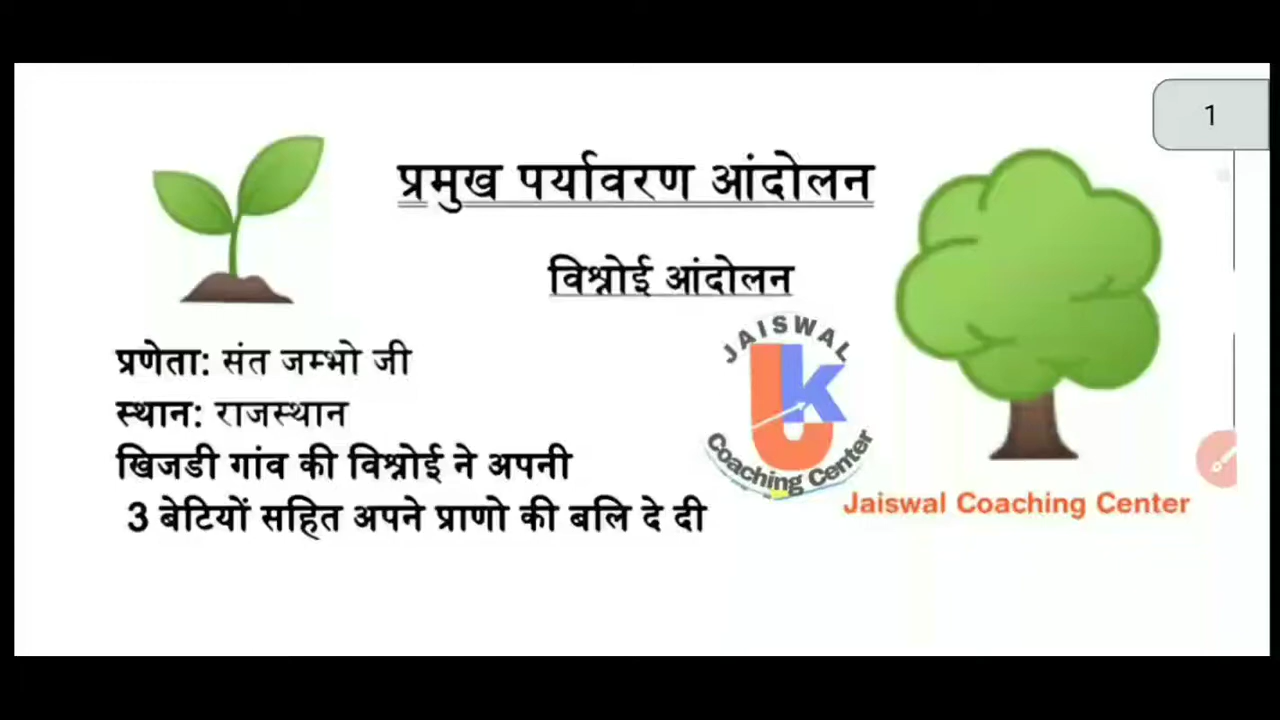 1
प्रमुख पर्यावरण आंदोलन
विश्नोई आंदोलन
प्रणेता: संत जम्भो जी
स्थान: राजस्थान
खिजडी गांव की विश्नोई ने अपनी
3 बेटियों सहित अपने प्राणो की बलि दे दी
JAISWAL
JK
Coaching Center
Jaiswal Coaching Center